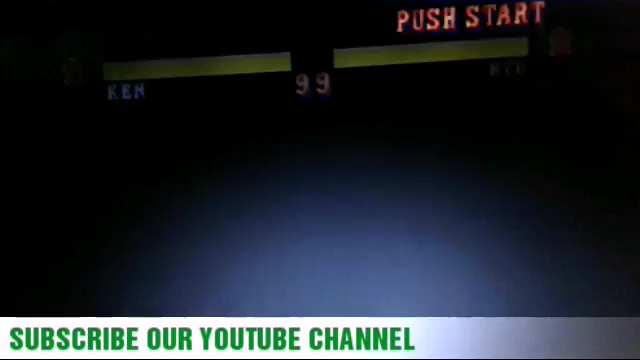 PUSH START
KEN
99
SUBSCRIBE OUR YOUTUBE CHANNEL